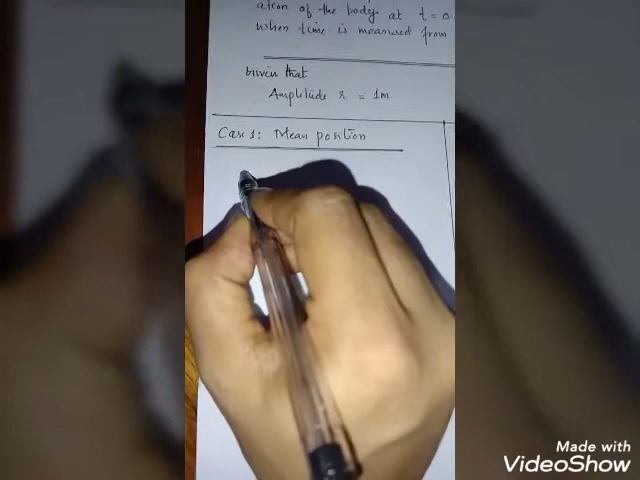 ation of the body at t = 0
when time is measured from
Given that
Amplitude r = 1m
Case 1: Mean position
Made with
VideoShow